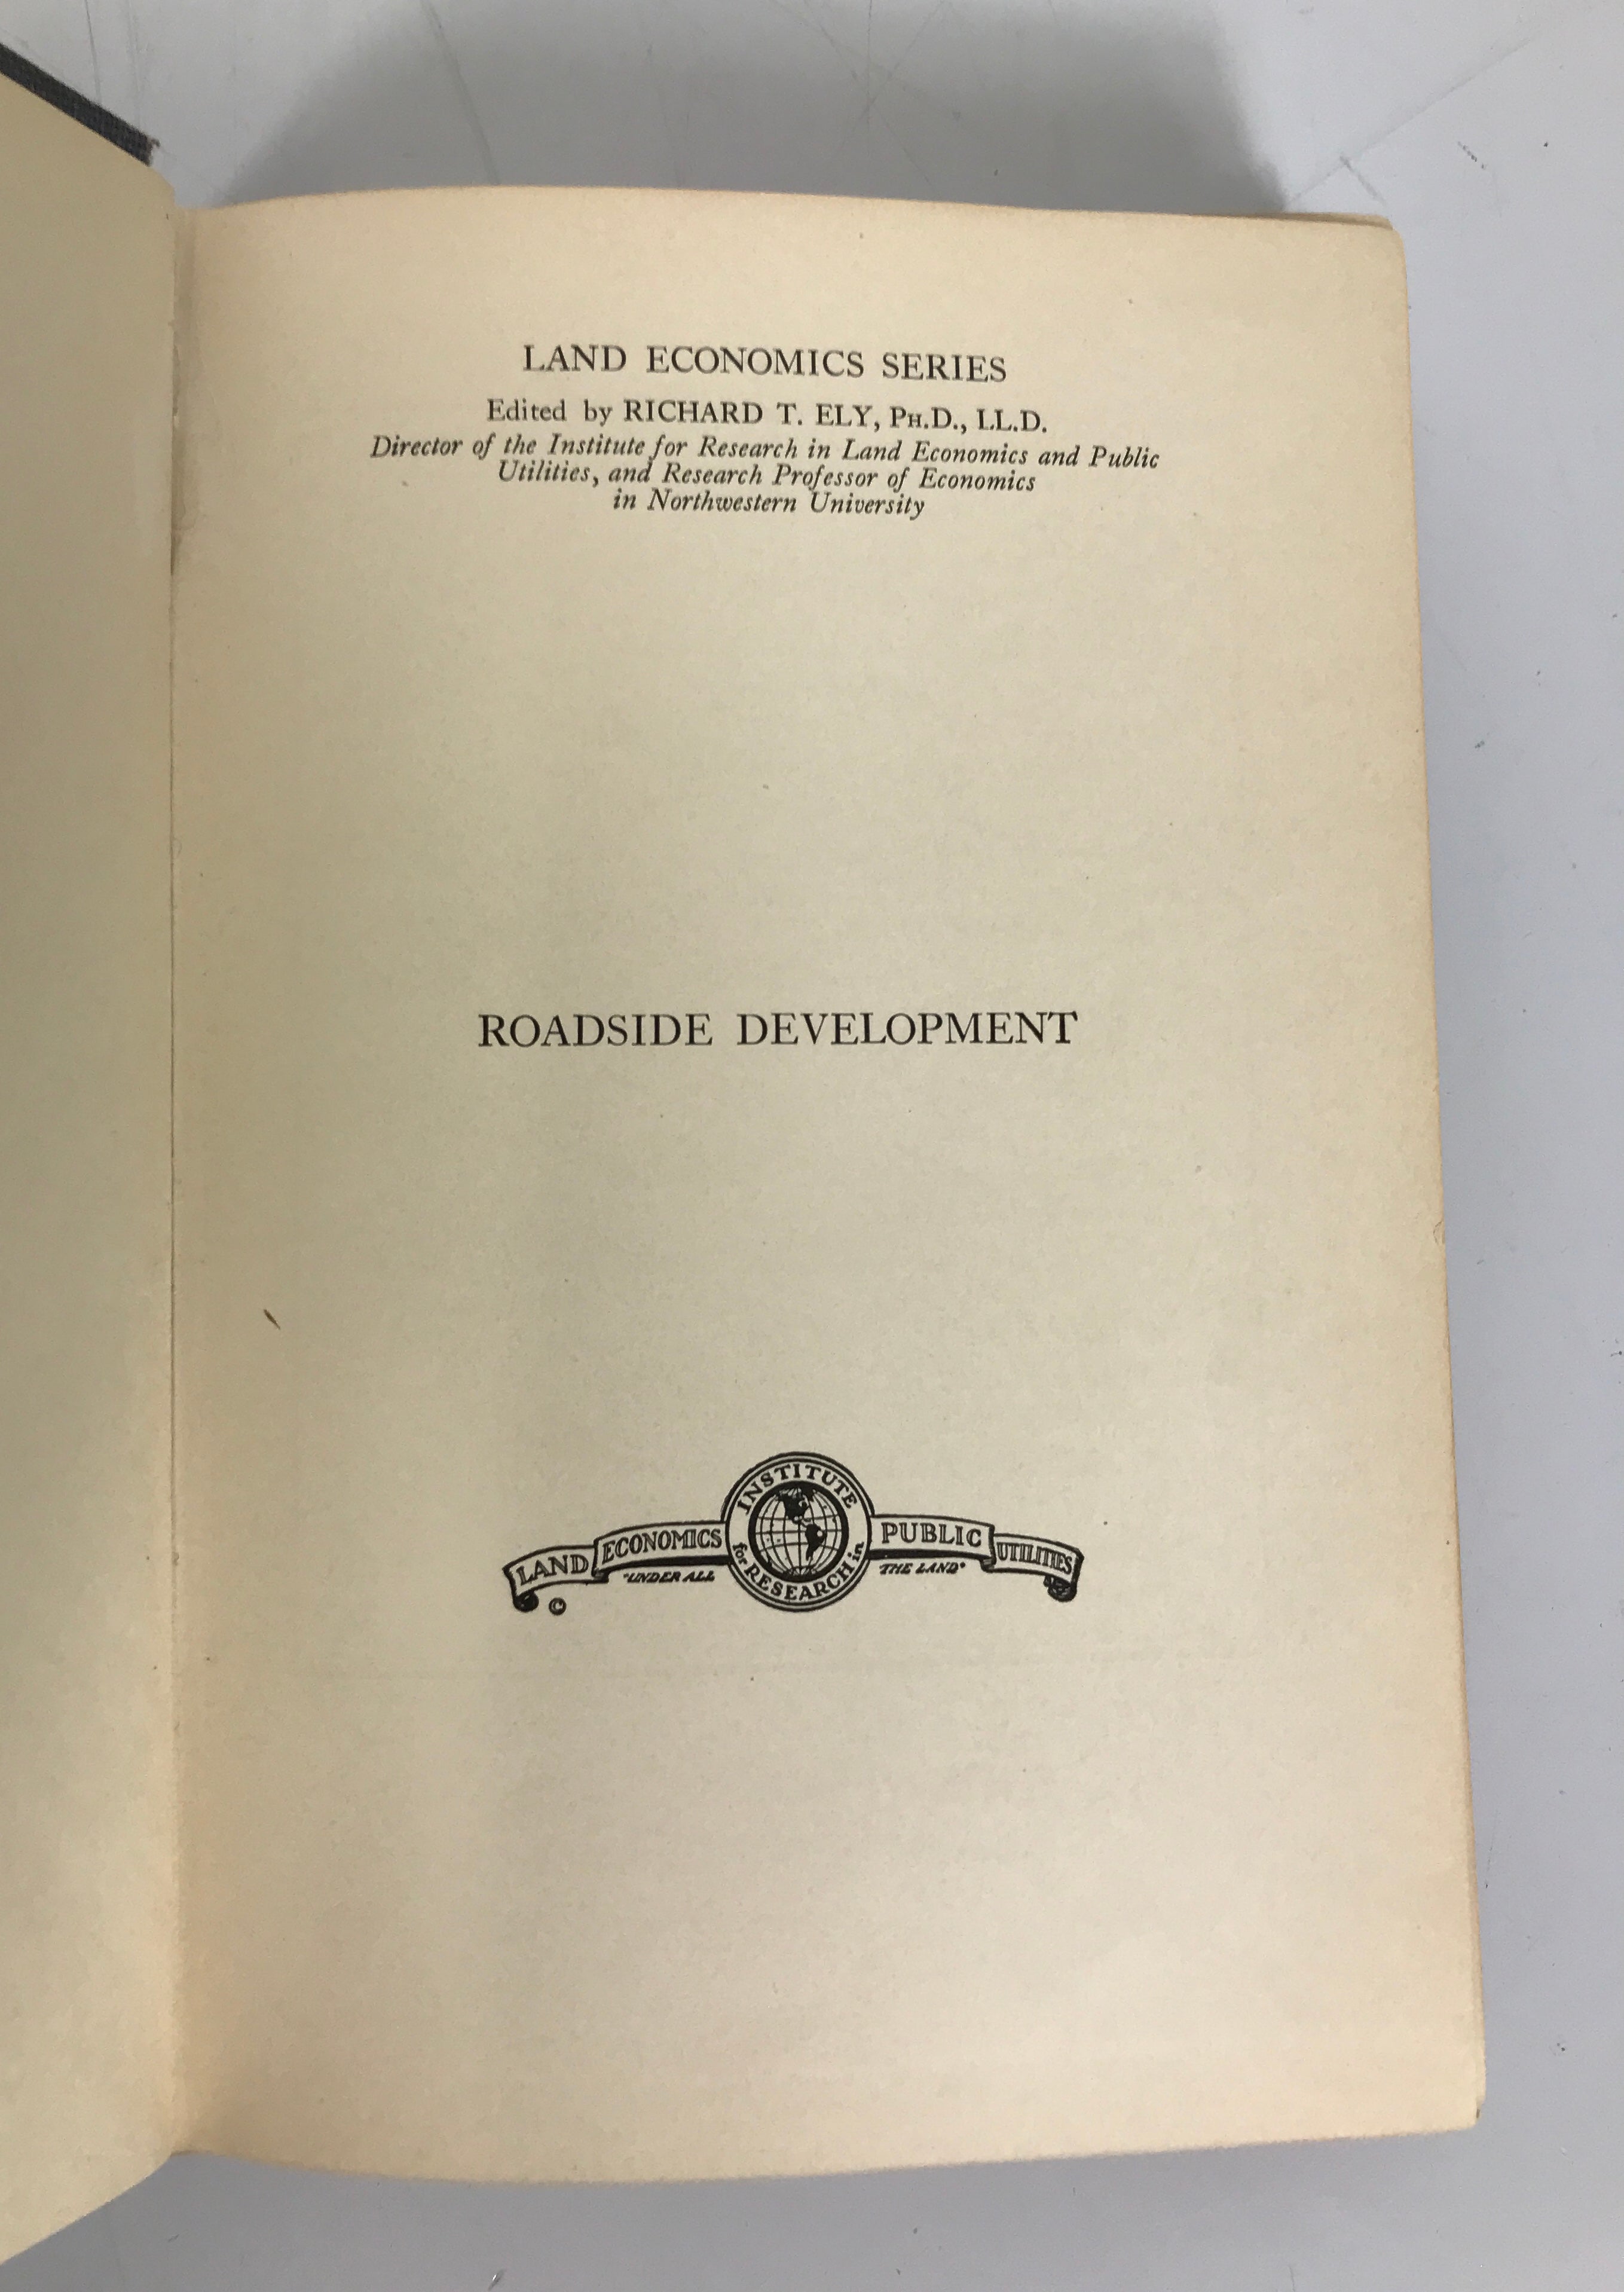 LAND ECONOMICS SERIES
Edited by RICHARD T. ELY, PH.D., LL.D.
Director of the Institute for Research in Land Economics and Public
Utilities, and Research Professor of Economics
in Northwestern University
ROADSIDE DEVELOPMENT
INSTITUTE
for RESEARCH in
LAND ECONOMICS PUBLIC UTILITIES
"UNDER ALL THE LAND"
©